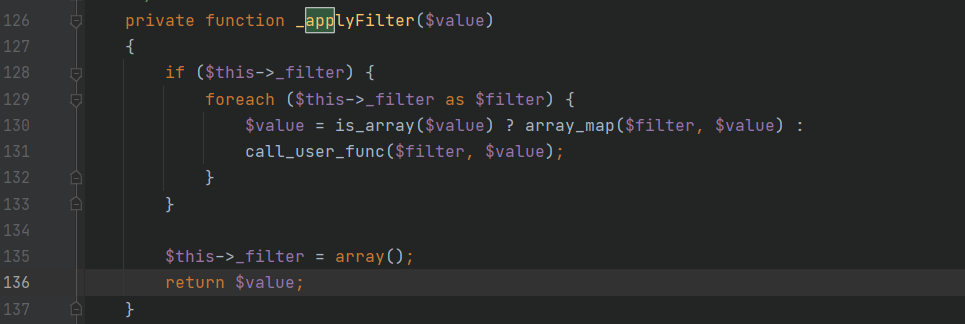 126 private function _applyFilter($value)
127 {
128 if ($this->_filter) {
129 foreach ($this->_filter as $filter) {
130 $value = is_array($value) ? array_map($filter, $value) :
131 call_user_func($filter, $value);
132 }
133 }
134
135 $this->_filter = array();
136 return $value;
137 }